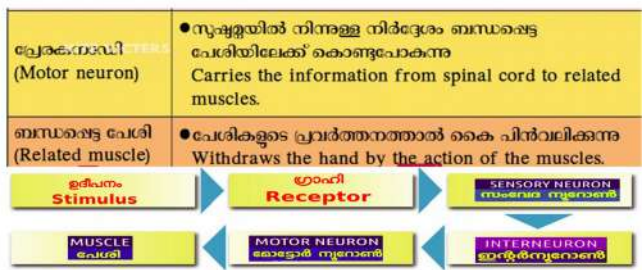 ●സുഷുമ്നയിൽ നിന്നുള്ള നിർദ്ദേശം ബന്ധപ്പെട്ട
പേശിയിലേക്ക് കൊണ്ടുപോകുന്നു
പ്രേരകനാഡി
(Motor neuron)
Carries the information from spinal cord to related
muscles.
ബന്ധപ്പെട്ട പേശി
(Related muscle)
●പേശികളുടെ പ്രവർത്തനത്താൽ കൈ പിൻവലിക്കുന്നു
Withdraws the hand by the action of the muscles.
ഉദ്ദീപനം
Stimulus
ഗ്രാഹി
Receptor
SENSORY NEURON
സംവേദ ന്യൂറോൺ
INTERNEURON
ഇന്റർന്യൂറോൺ
MOTOR NEURON
മോട്ടോർ ന്യൂറോൺ
MUSCLE
പേശി